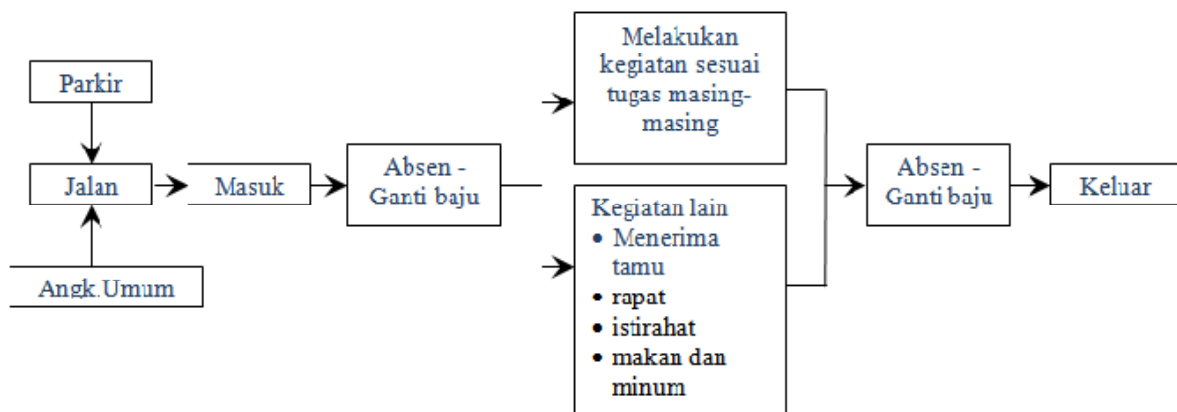 Parkir
Jalan
Angk.Umum
Masuk
Absen -
Ganti baju
Melakukan
kegiatan sesuai
tugas masing-
masing
Kegiatan lain
• Menerima
tamu
• rapat
• istirahat
• makan dan
minum
Absen -
Ganti baju
Keluar